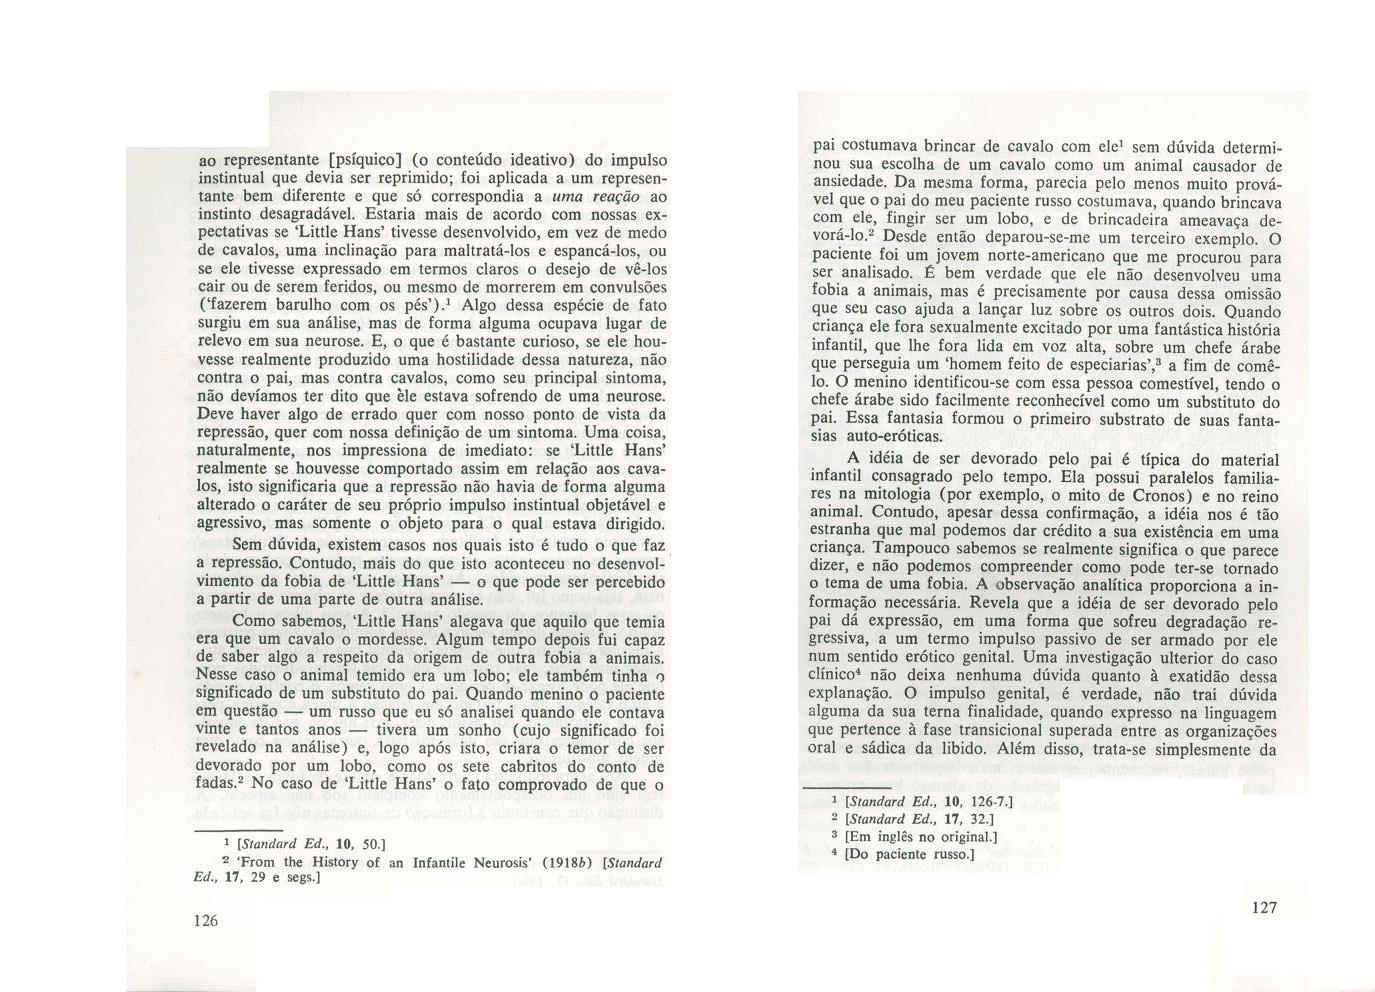 ao representante [psíquico] (o conteúdo ideativo) do impulso
instintual que devia ser reprimido; foi aplicada a um represen-
tante bem diferente e que só correspondia a uma reação ao
instinto desagradável. Estaria mais de acordo com nossas ex-
pectativas se ‘Little Hans’ tivesse desenvolvido, em vez de medo
de cavalos, uma inclinação para maltratá-los e espancá-los, ou
se ele tivesse expressado em termos claros o desejo de vê-los
cair ou de serem feridos, ou mesmo de morrerem em convulsões
(‘fazerem barulho com os pés’).¹ Algo dessa espécie de fato
surgiu em sua análise, mas de forma alguma ocupava lugar de
relevo em sua neurose. E, o que é bastante curioso, se ele hou-
vesse realmente produzido uma hostilidade dessa natureza, não
contra o pai, mas contra cavalos, como seu principal sintoma,
não devíamos ter dito que èle estava sofrendo de uma neurose.
Deve haver algo de errado quer com nosso ponto de vista da
repressão, quer com nossa definição de um sintoma. Uma coisa,
naturalmente, nos impressiona de imediato: se ‘Little Hans’
realmente se houvesse comportado assim em relação aos cava-
los, isto significaria que a repressão não havia de forma alguma
alterado o caráter de seu próprio impulso instintual objetável e
agressivo, mas somente o objeto para o qual estava dirigido.
Sem dúvida, existem casos nos quais isto é tudo o que faz
a repressão. Contudo, mais do que isto aconteceu no desenvol-
vimento da fobia de ‘Little Hans’ — o que pode ser percebido
a partir de uma parte de outra análise.
Como sabemos, ‘Little Hans’ alegava que aquilo que temia
era que um cavalo o mordesse. Algum tempo depois fui capaz
de saber algo a respeito da origem de outra fobia a animais.
Nesse caso o animal temido era um lobo; ele também tinha o
significado de um substituto do pai. Quando menino o paciente
em questão — um russo que eu só analisei quando ele contava
vinte e tantos anos — tivera um sonho (cujo significado foi
revelado na análise) e, logo após isto, criara o temor de ser
devorado por um lobo, como os sete cabritos do conto de
fadas.² No caso de ‘Little Hans’ o fato comprovado de que o
¹ [Standard Ed., 10, 50.]
² ‘From the History of an Infantile Neurosis’ (1918b) [Standard
Ed., 17, 29 e segs.]
126
pai costumava brincar de cavalo com ele¹ sem dúvida determi-
nou sua escolha de um cavalo como um animal causador de
ansiedade. Da mesma forma, parecia pelo menos muito prová-
vel que o pai do meu paciente russo costumava, quando brincava
com ele, fingir ser um lobo, e de brincadeira ameavaça de-
vorá-lo.² Desde então deparou-se-me um terceiro exemplo. O
paciente foi um jovem norte-americano que me procurou para
ser analisado. É bem verdade que ele não desenvolveu uma
fobia a animais, mas é precisamente por causa dessa omissão
que seu caso ajuda a lançar luz sobre os outros dois. Quando
criança ele fora sexualmente excitado por uma fantástica história
infantil, que lhe fora lida em voz alta, sobre um chefe árabe
que perseguia um ‘homem feito de especiarias’,³ a fim de comê-
lo. O menino identificou-se com essa pessoa comestível, tendo o
chefe árabe sido facilmente reconhecível como um substituto do
pai. Essa fantasia formou o primeiro substrato de suas fanta-
sias auto-eróticas.
A idéia de ser devorado pelo pai é típica do material
infantil consagrado pelo tempo. Ela possui paralelos familia-
res na mitologia (por exemplo, o mito de Cronos) e no reino
animal. Contudo, apesar dessa confirmação, a idéia nos é tão
estranha que mal podemos dar crédito a sua existência em uma
criança. Tampouco sabemos se realmente significa o que parece
dizer, e não podemos compreender como pode ter-se tornado
o tema de uma fobia. A observação analítica proporciona a in-
formação necessária. Revela que a idéia de ser devorado pelo
pai dá expressão, em uma forma que sofreu degradação re-
gressiva, a um termo impulso passivo de ser armado por ele
num sentido erótico genital. Uma investigação ulterior do caso
clínico⁴ não deixa nenhuma dúvida quanto à exatidão dessa
explanação. O impulso genital, é verdade, não trai dúvida
alguma da sua terna finalidade, quando expresso na linguagem
que pertence à fase transicional superada entre as organizações
oral e sádica da libido. Além disso, trata-se simplesmente da
¹ [Standard Ed., 10, 126-7.]
² [Standard Ed., 17, 32.]
³ [Em inglês no original.]
⁴ [Do paciente russo.]
127